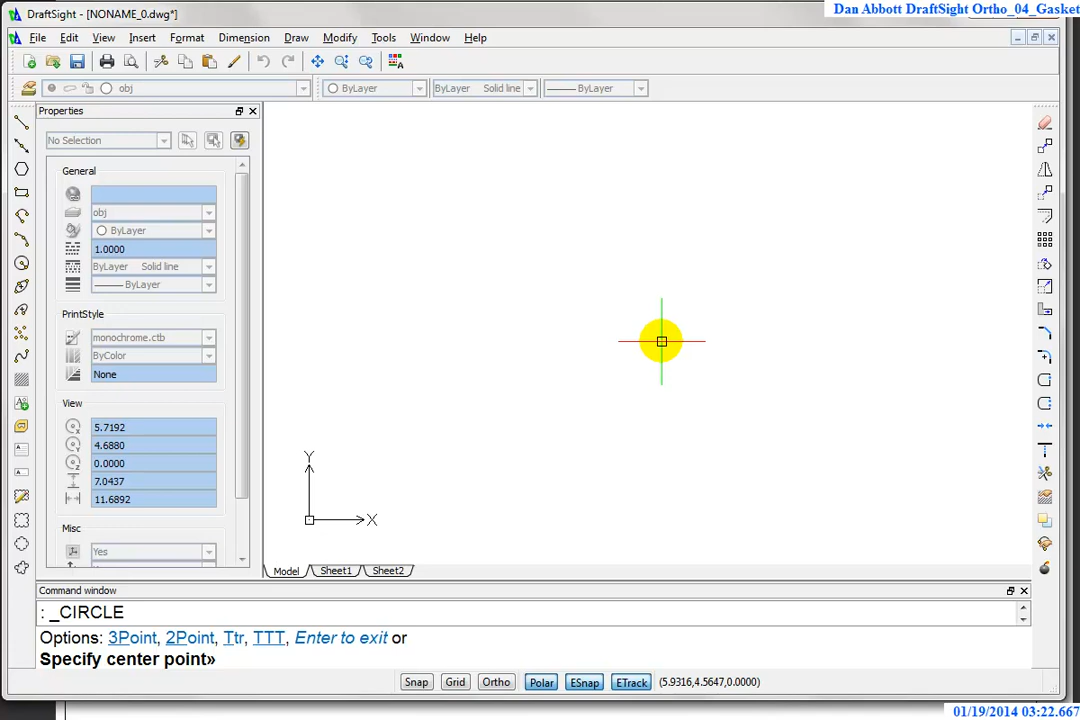 Dan Abbott DraftSight Ortho_04_Gasket
DraftSight - [NONAME_0.dwg*]
File Edit View Insert Format Dimension Draw Modify Tools Window Help
obj ByLayer ByLayer Solid line ByLayer
Properties
No Selection
General
obj
ByLayer
1.0000
ByLayer Solid line
ByLayer
PrintStyle
monochrome.ctb
ByColor
None
View
5.7192
4.6880
0.0000
7.0437
11.6892
Misc
Yes
Y
X
Model Sheet1 Sheet2
Command window
: _CIRCLE
Options: 3Point, 2Point, Ttr, TTT, Enter to exit or
Specify center point»
Snap Grid Ortho Polar ESnap ETrack (5.9316,4.5647,0.0000)
01/19/2014 03:22.667